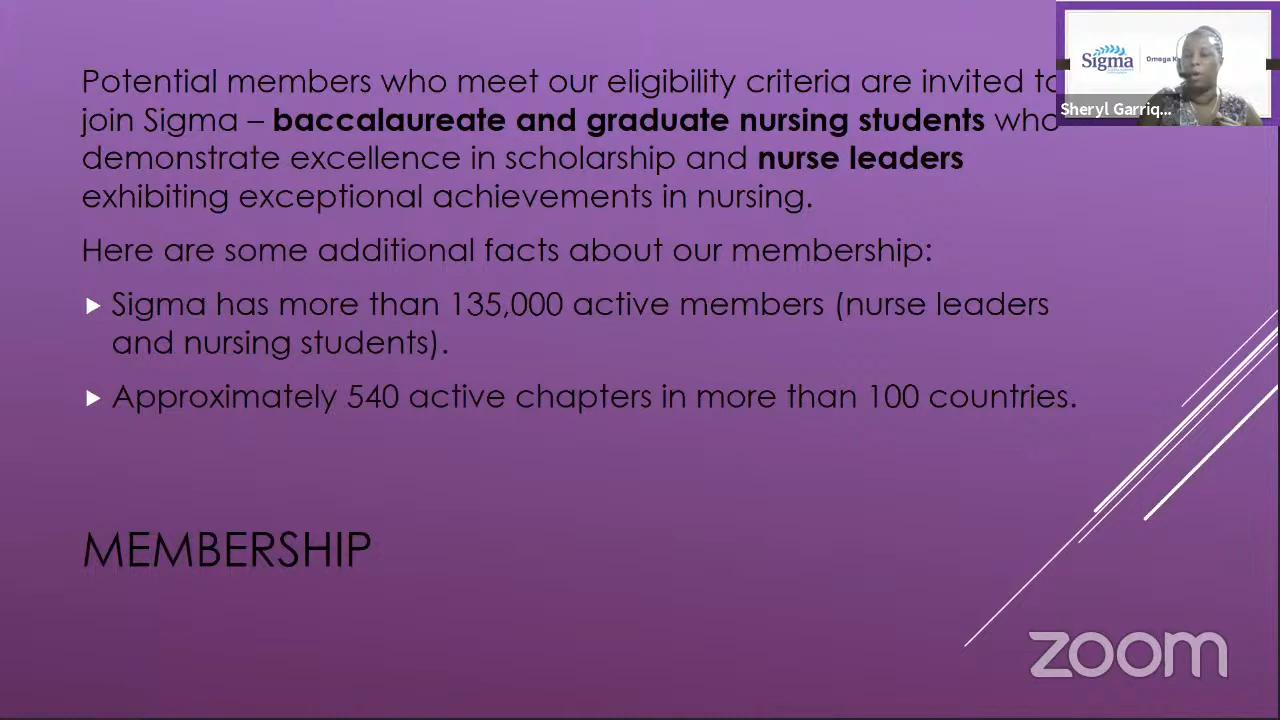 Potential members who meet our eligibility criteria are invited to
join Sigma – baccalaureate and graduate nursing students who
demonstrate excellence in scholarship and nurse leaders
exhibiting exceptional achievements in nursing.
Here are some additional facts about our membership:
Sigma has more than 135,000 active members (nurse leaders
and nursing students).
Approximately 540 active chapters in more than 100 countries.
MEMBERSHIP
Sigma
Omega
Sheryl Garriq...
zoom